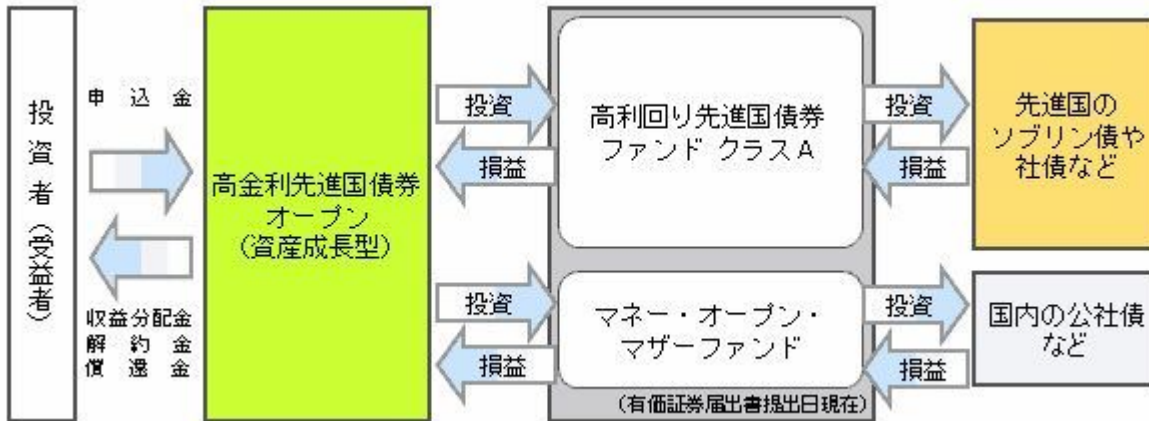 投資者（受益者）
申込金
収益分配金
解約金
償還金
高金利先進国債券
オープン
（資産成長型）
投資
損益
投資
損益
高利回り先進国債券
ファンド クラスA
マネー・オープン・
マザーファンド
（有価証券届出書提出日現在）
投資
損益
投資
損益
先進国の
ソブリン債や
社債など
国内の公社債
など